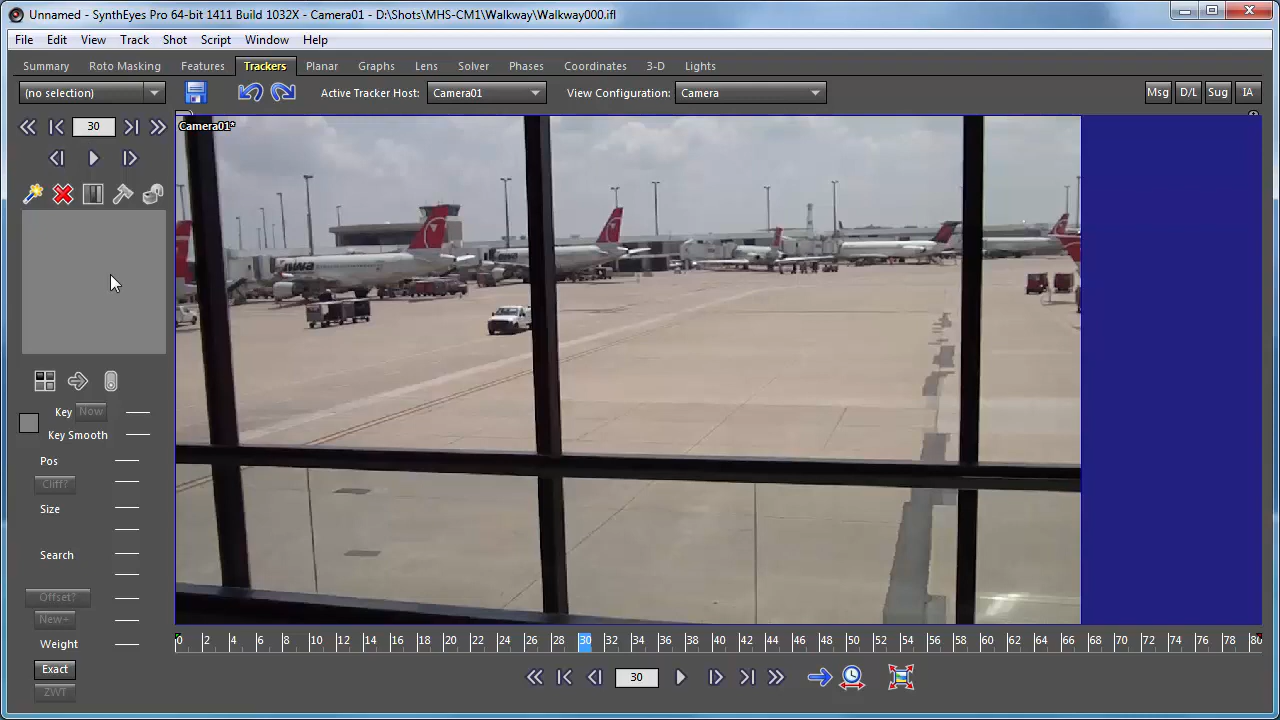 Unnamed - SynthEyes Pro 64-bit 1411 Build 1032X - Camera01 - D:\Shots\MHS-CM1\Walkway\Walkway000.ifl
File Edit View Track Shot Script Window Help
Summary Roto Masking Features Trackers Planar Graphs Lens Solver Phases Coordinates 3-D Lights
(no selection) Active Tracker Host: Camera01 View Configuration: Camera Msg D/L Sug IA
30
Camera01*
nwa
Key Now
Key Smooth
Pos
Cliff?
Size
Search
Offset?
New+
Weight
Exact
ZWT
0 2 4 6 8 10 12 14 16 18 20 22 24 26 28 30 32 34 36 38 40 42 44 46 48 50 52 54 56 58 60 62 64 66 68 70 72 74 76 78 80
30